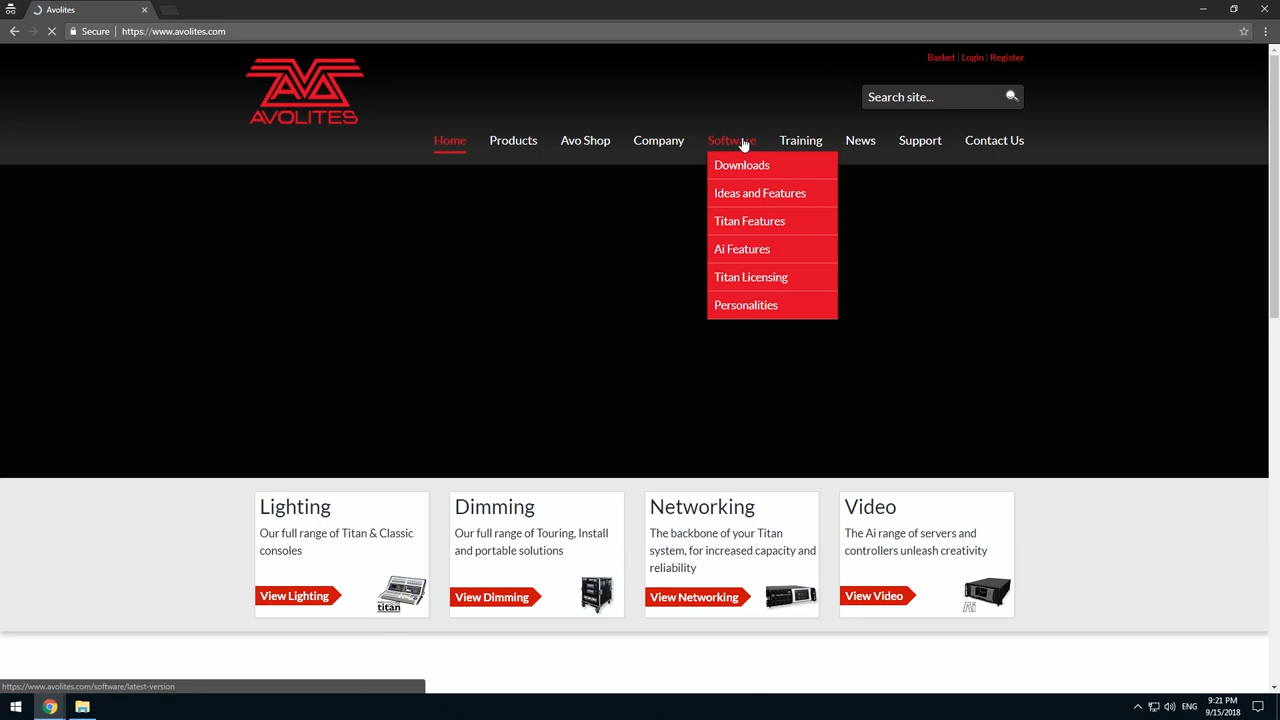 Avolites
Secure
https://www.avolites.com
Basket | Login | Register
AVOLITES
Search site...
Home
Products
Avo Shop
Company
Software
Training
News
Support
Contact Us
Downloads
Ideas and Features
Titan Features
Ai Features
Titan Licensing
Personalities
Lighting
Our full range of Titan & Classic
consoles
View Lighting
titan
Dimming
Our full range of Touring, Install
and portable solutions
View Dimming
Networking
The backbone of your Titan
system, for increased capacity and
reliability
View Networking
Video
The Ai range of servers and
controllers unleash creativity
View Video
Ai
https://www.avolites.com/software/latest-version
ENG
9:21 PM
9/15/2018